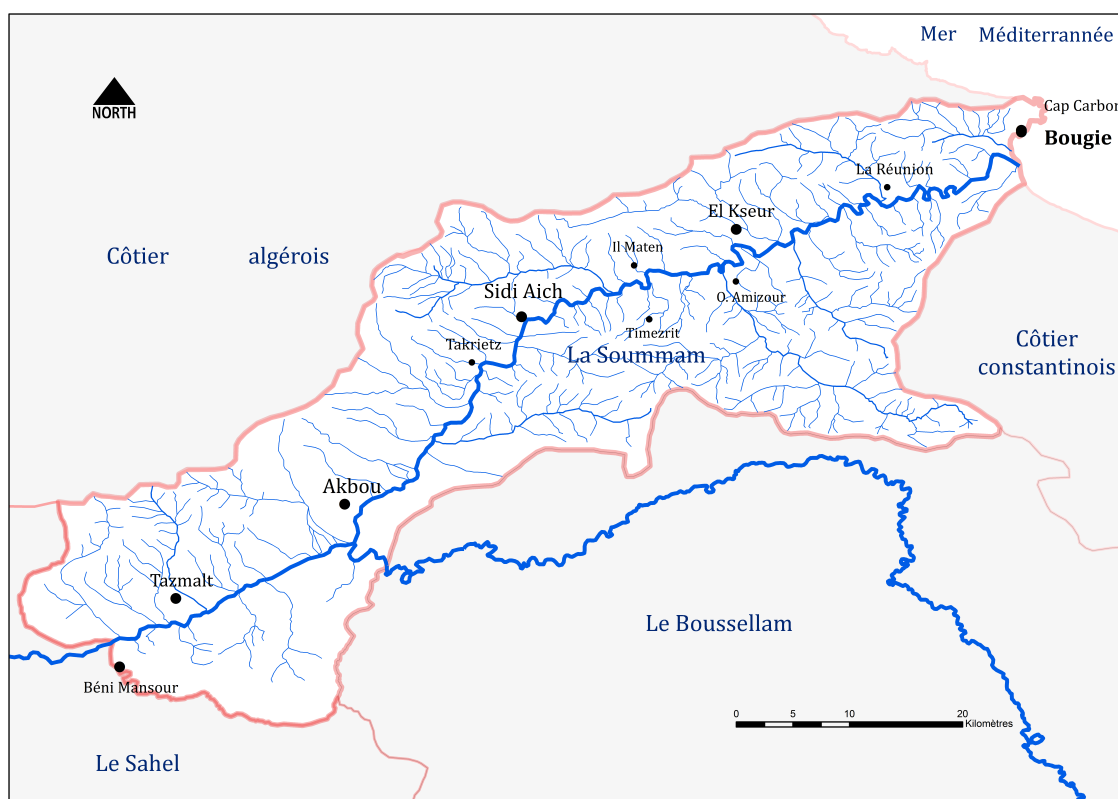 Mer Méditerrannée
NORTH
Cap Carbon
Bougie
La Réunion
El Kseur
Il Maten
Côtier algérois
Sidi Aich
O. Amizour
Timezrit
Takrietz
La Soummam
Côtier
constantinois
Akbou
Tazmalt
Le Boussellam
Béni Mansour
0 5 10 20
Kilomètres
Le Sahel